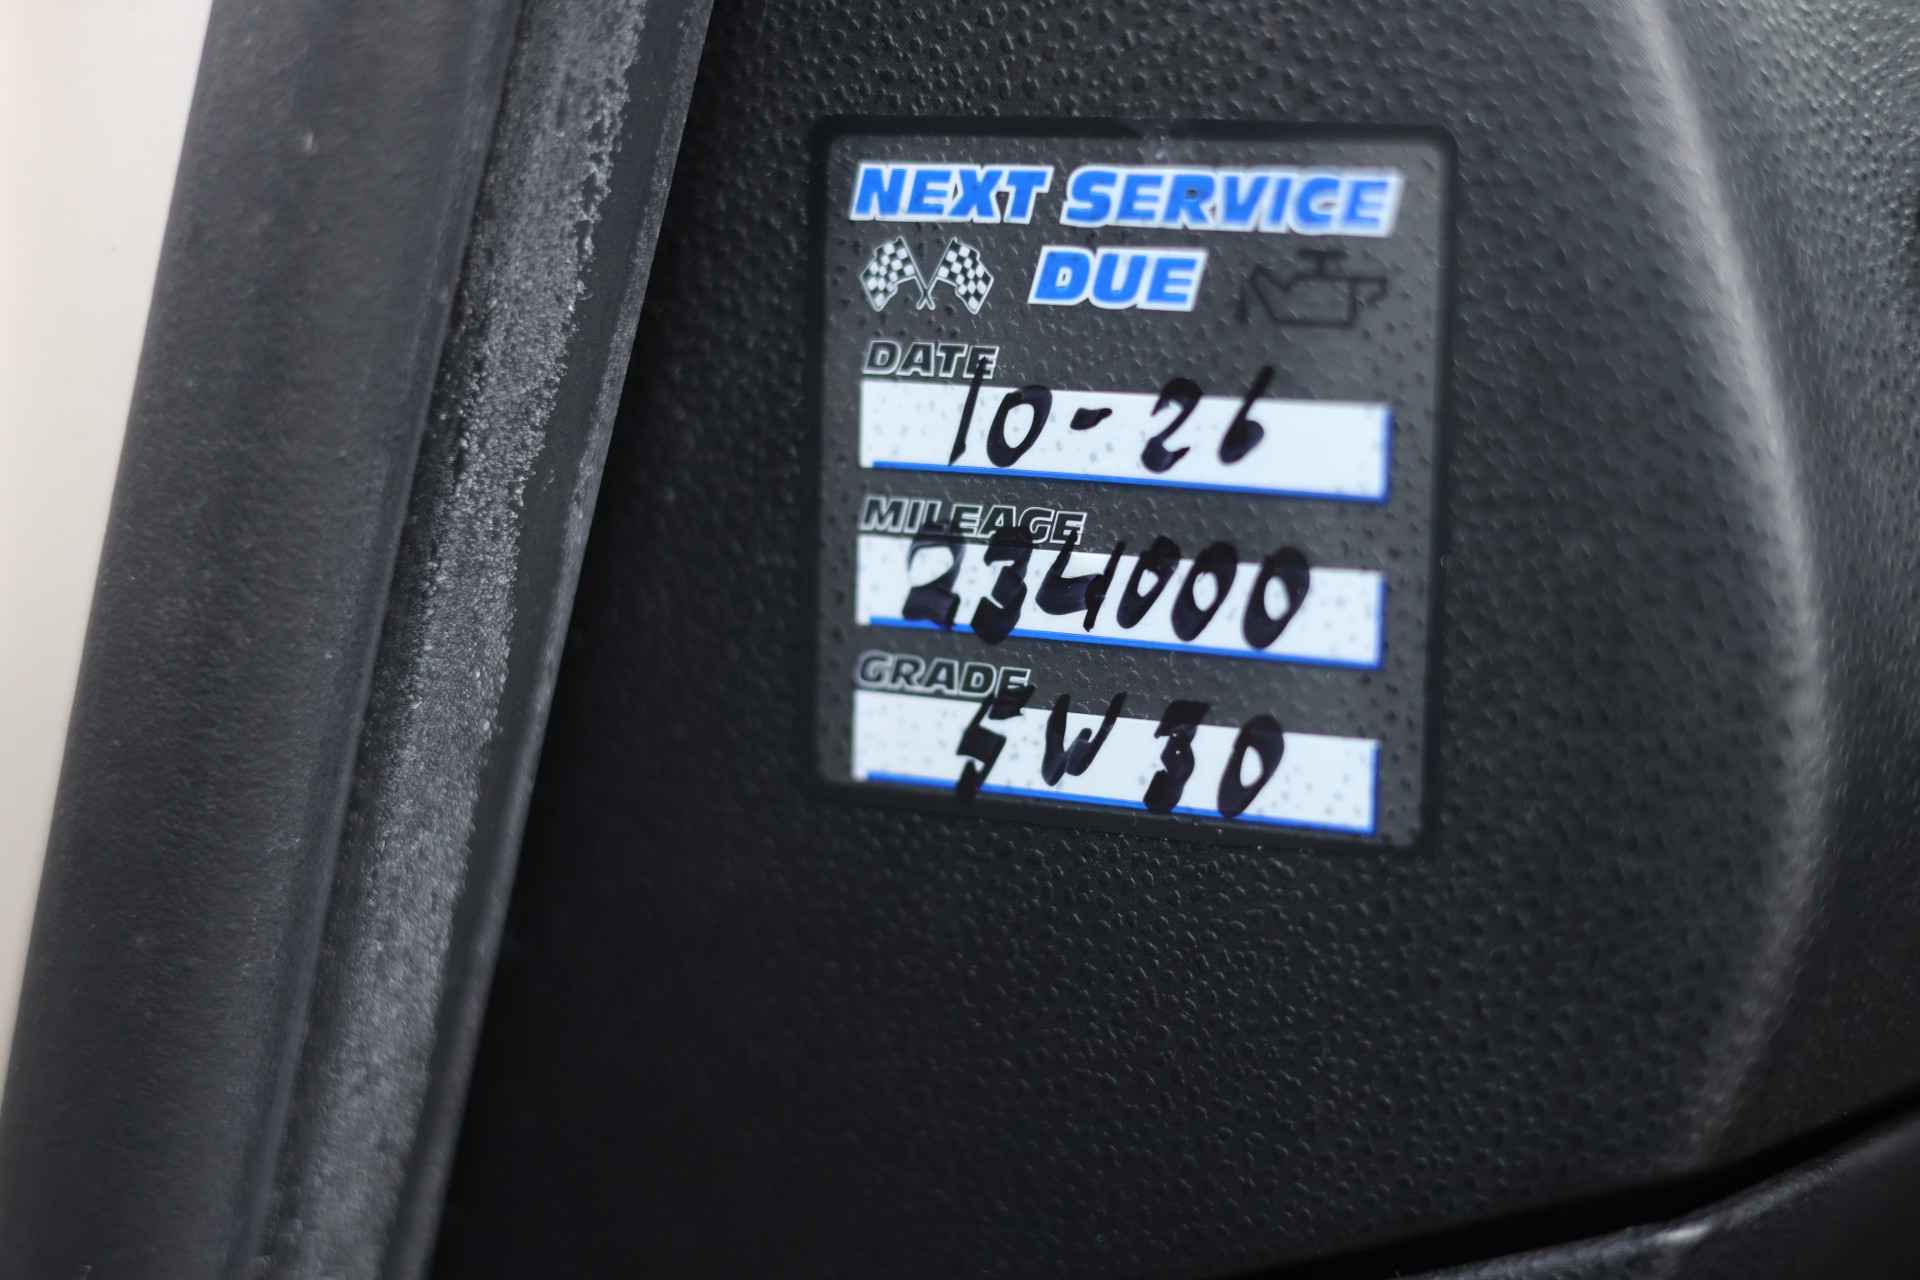 NEXT SERVICE
DUE
DATE
10-26
MILEAGE
234000
GRADE
5W30